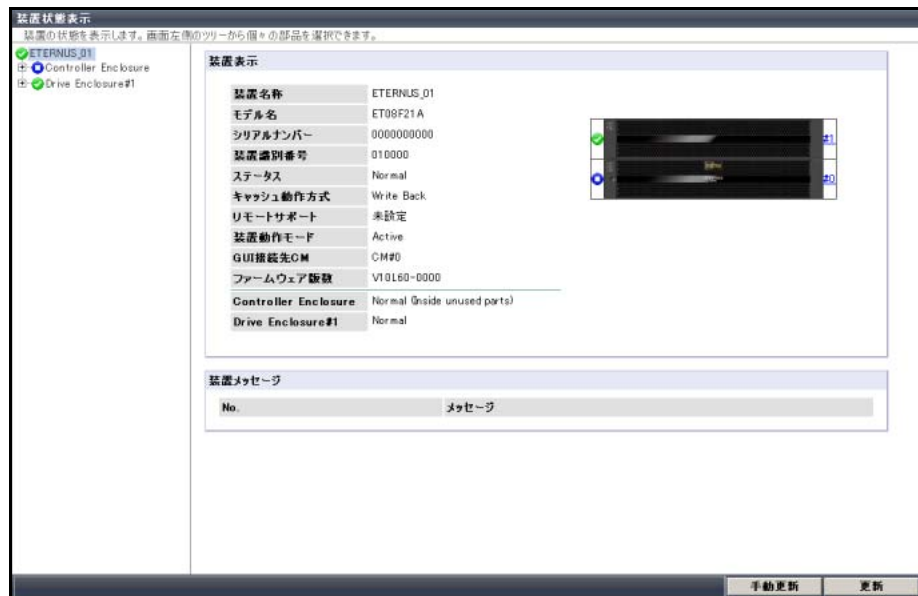 装置状態表示
装置の状態を表示します。画面左側のツリーから個々の部品を選択できます。
ETERNUS_01
Controller Enclosure
Drive Enclosure#1
装置表示
装置名称 ETERNUS_01
モデル名 ET08F21A
シリアルナンバー 0000000000
装置識別番号 010000
ステータス Normal
キャッシュ動作方式 Write Back
リモートサポート 未設定
装置動作モード Active
GUI接続先CM CM#0
ファームウェア版数 V10L60-0000
Controller Enclosure Normal (Inside unused parts)
Drive Enclosure#1 Normal
#1
#0
装置メッセージ
No. メッセージ
手動更新 更新